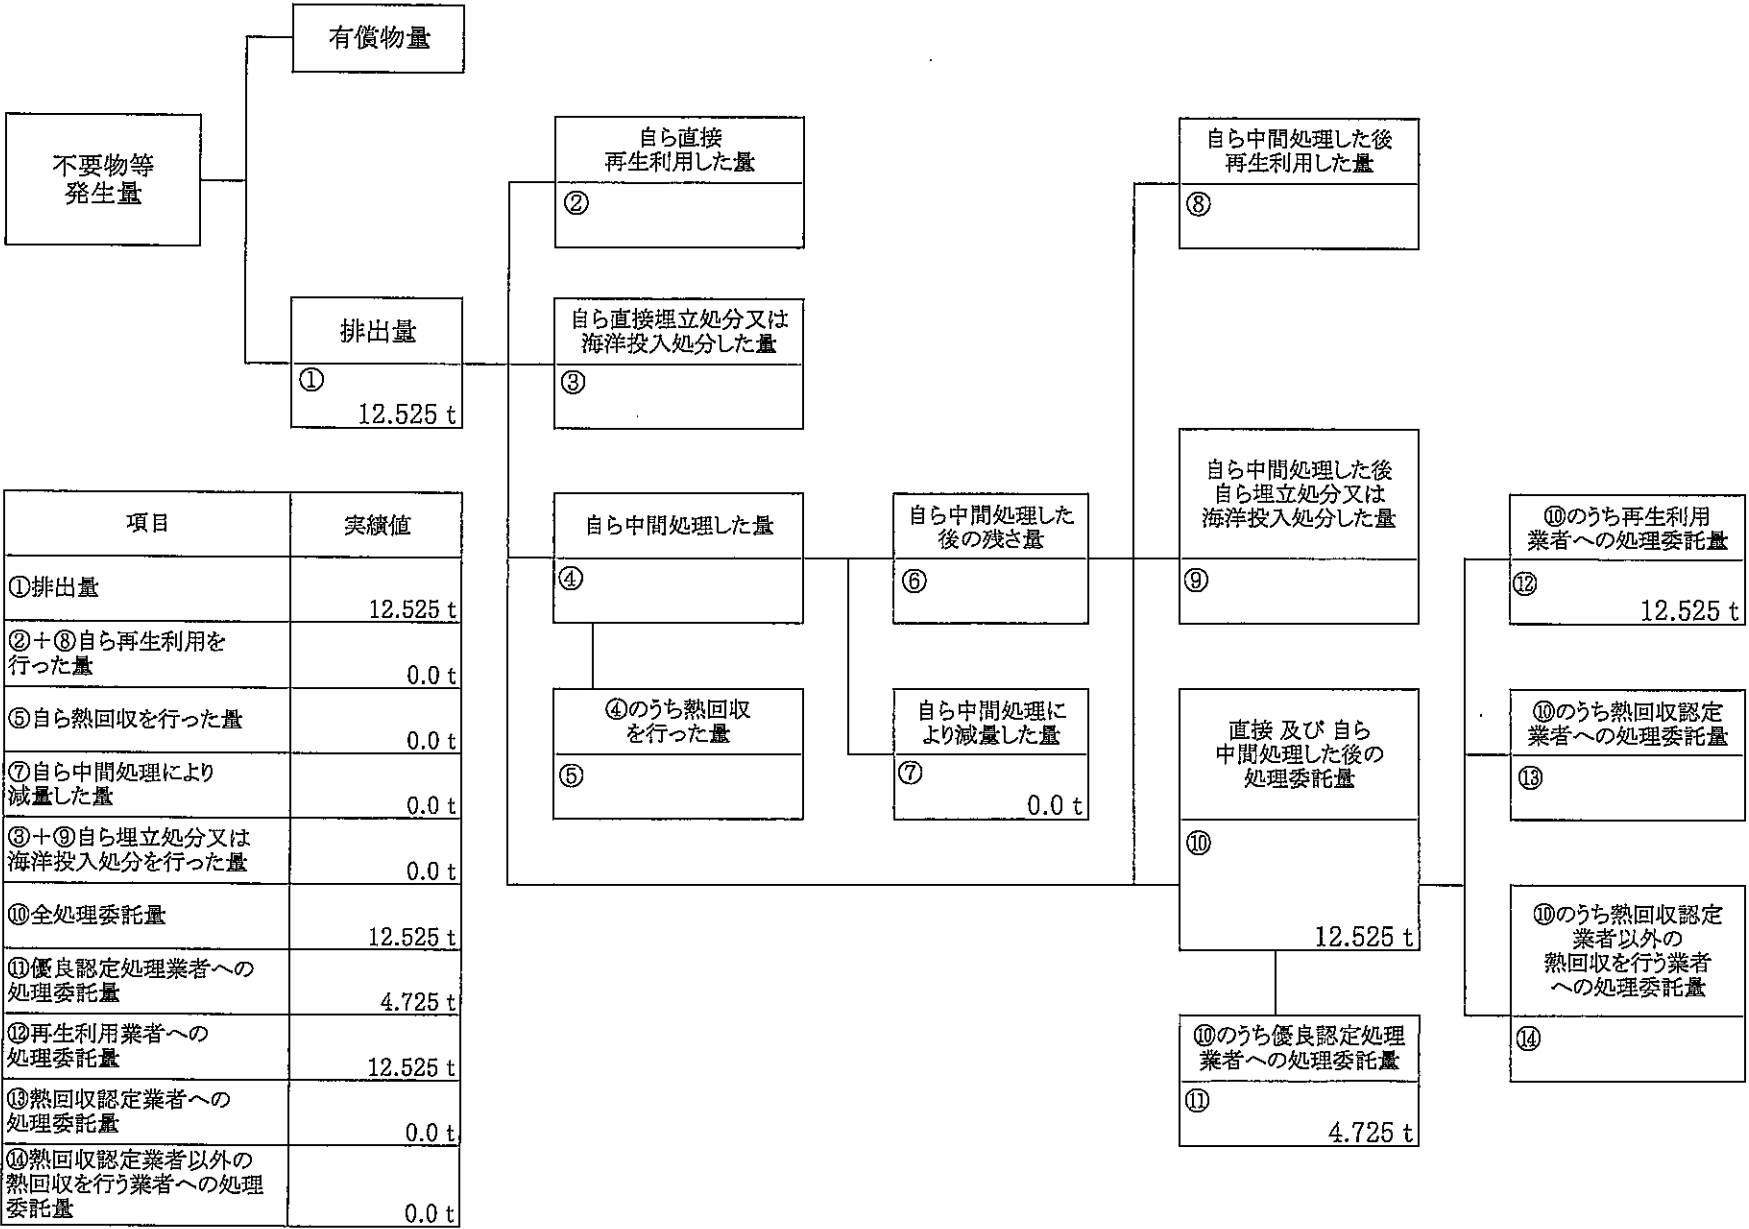 有償物量
不要物等
発生量
自ら直接
再生利用した量
②
自ら中間処理した後
再生利用した量
⑧
排出量
①
12.525 t
自ら直接埋立処分又は
海洋投入処分した量
③
自ら中間処理した量
④
自ら中間処理した
後の残さ量
⑥
自ら中間処理した後
自ら埋立処分又は
海洋投入処分した量
⑨
⑩のうち再生利用
業者への処理委託量
⑫
12.525 t
④のうち熱回収
を行った量
⑤
自ら中間処理に
より減量した量
⑦
0.0 t
直接 及び 自ら
中間処理した後の
処理委託量
⑩
12.525 t
⑩のうち熱回収認定
業者への処理委託量
⑬
⑩のうち熱回収認定
業者以外の
熱回収を行う業者
への処理委託量
⑭
⑩のうち優良認定処理
業者への処理委託量
⑪
4.725 t
項目 実績値
①排出量
12.525 t
②＋⑧自ら再生利用を
行った量
0.0 t
⑤自ら熱回収を行った量
0.0 t
⑦自ら中間処理により
減量した量
0.0 t
③＋⑨自ら埋立処分又は
海洋投入処分を行った量
0.0 t
⑩全処理委託量
12.525 t
⑪優良認定処理業者への
処理委託量
4.725 t
⑫再生利用業者への
処理委託量
12.525 t
⑬熱回収認定業者への
処理委託量
0.0 t
⑭熱回収認定業者以外の
熱回収を行う業者への処理
委託量
0.0 t